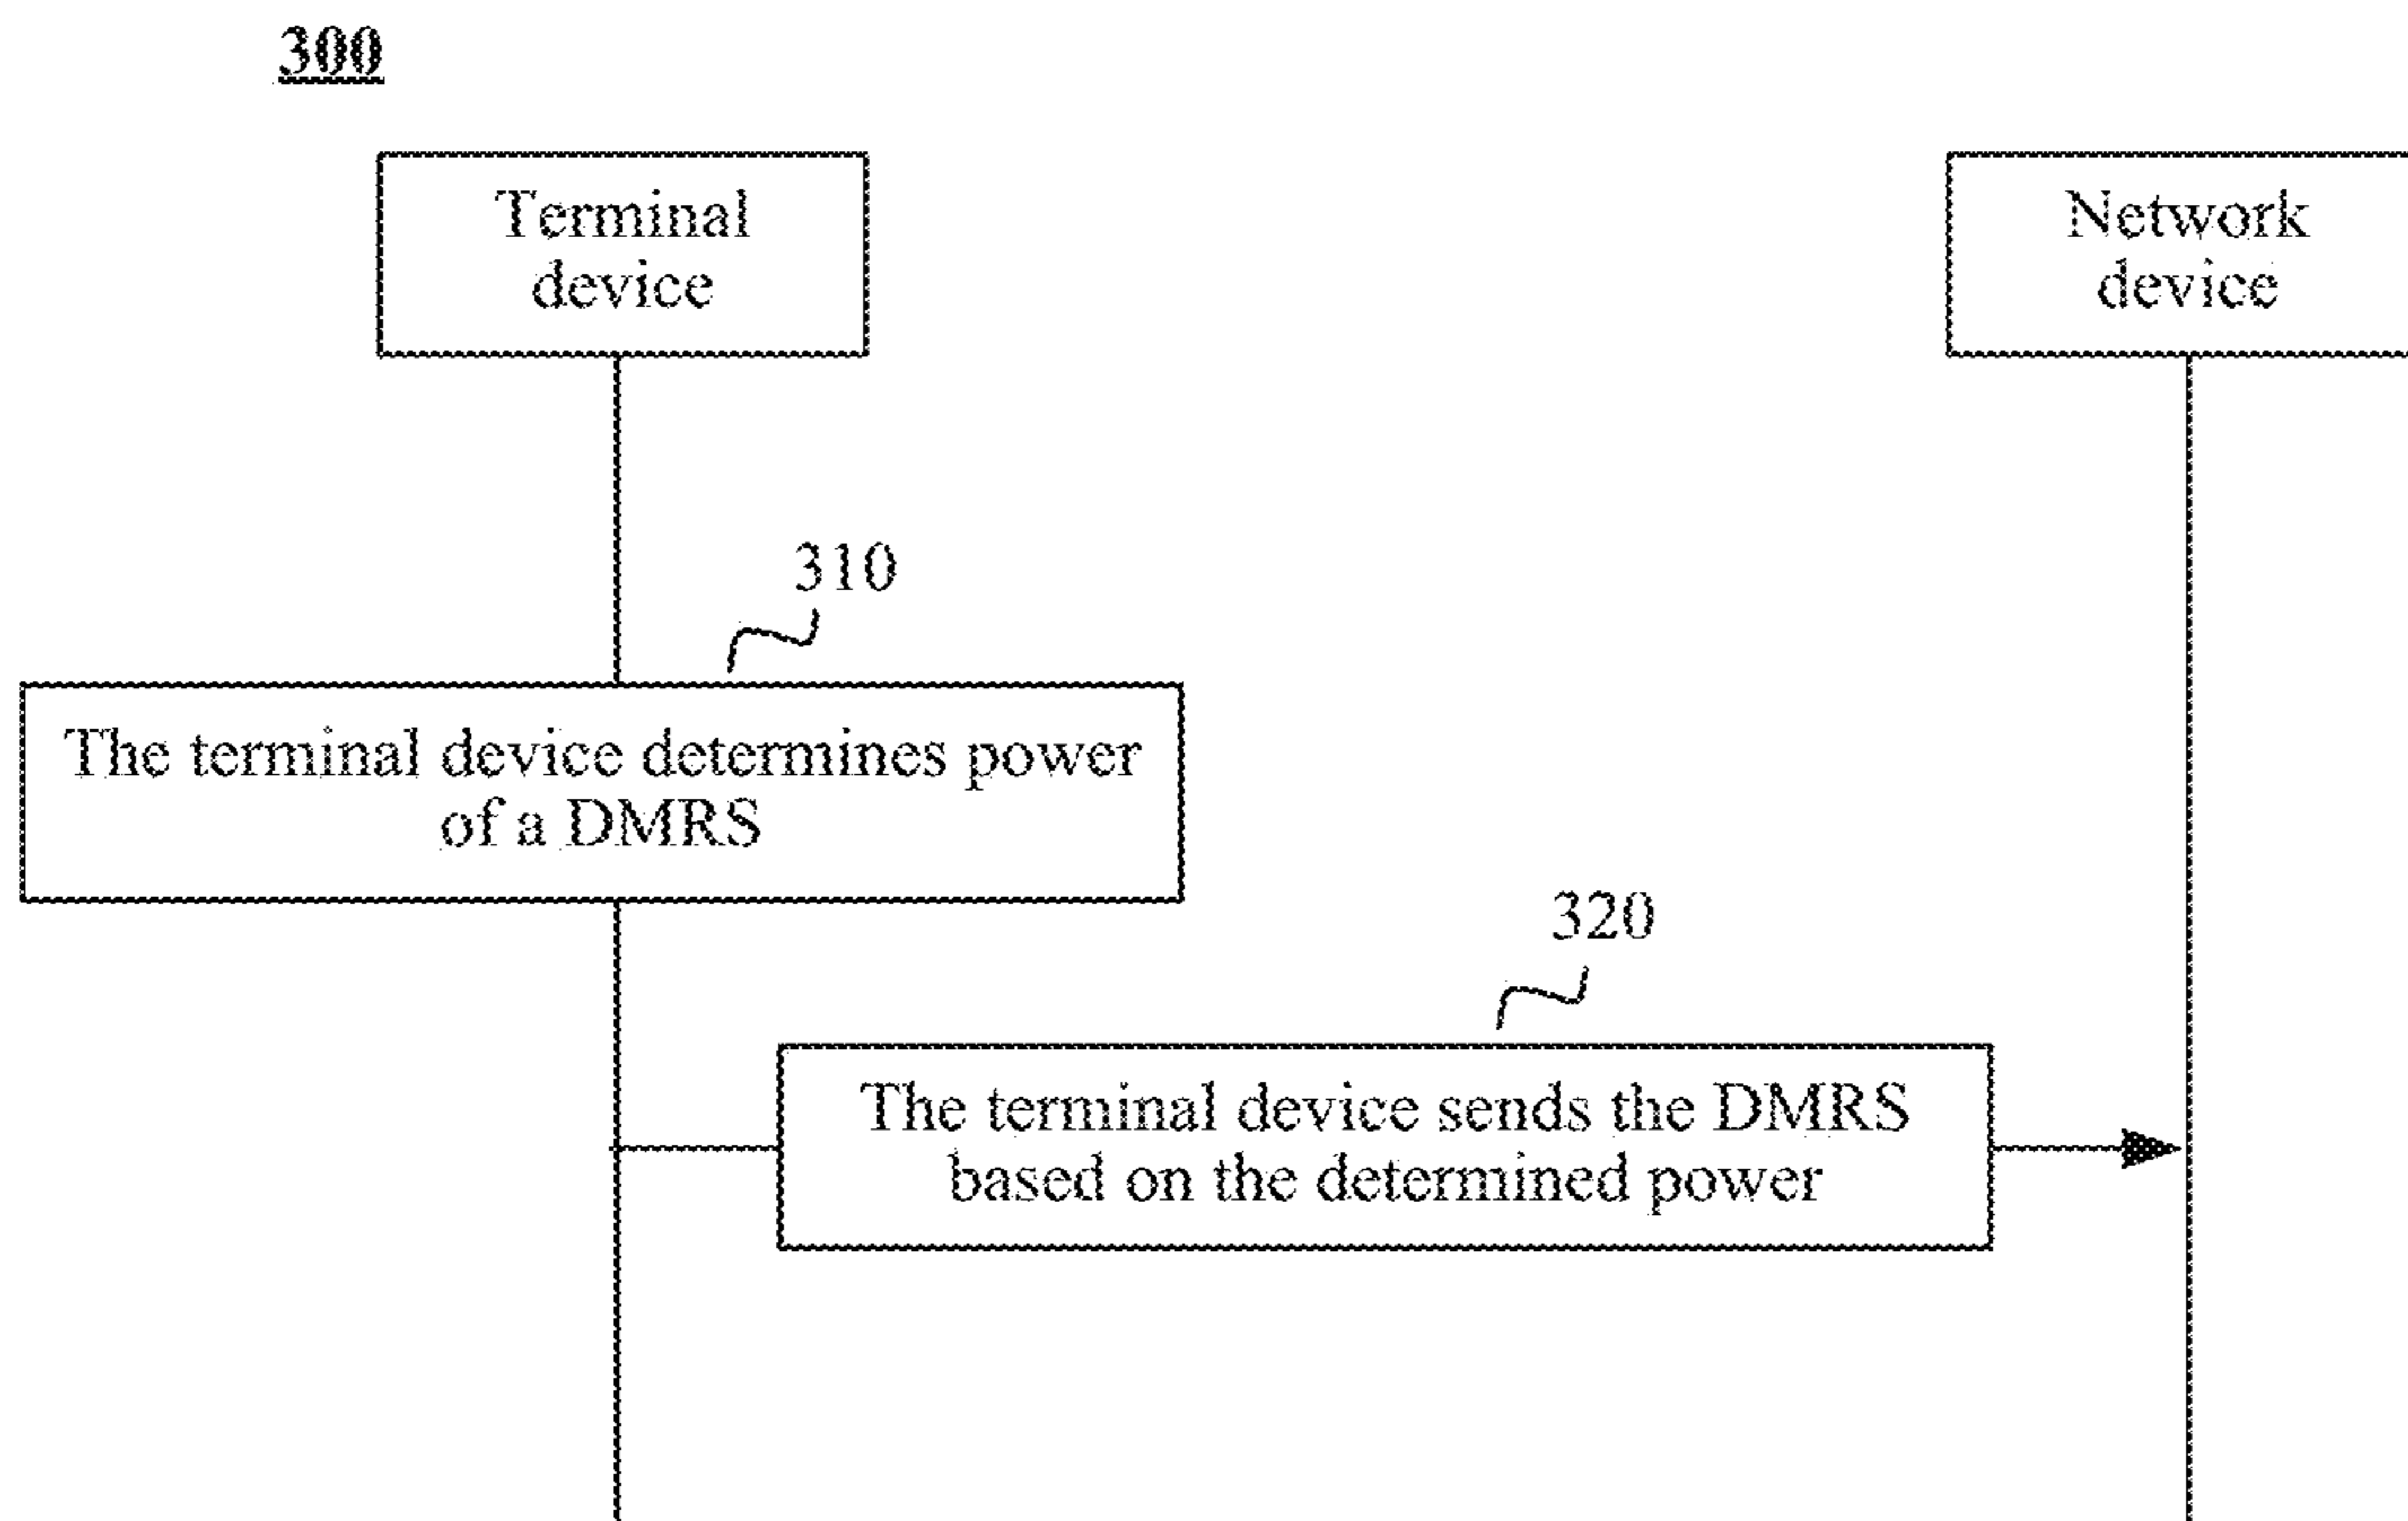 300
Terminal
device
Network
device
310
The terminal device determines power
of a DMRS
320
The terminal device sends the DMRS
based on the determined power